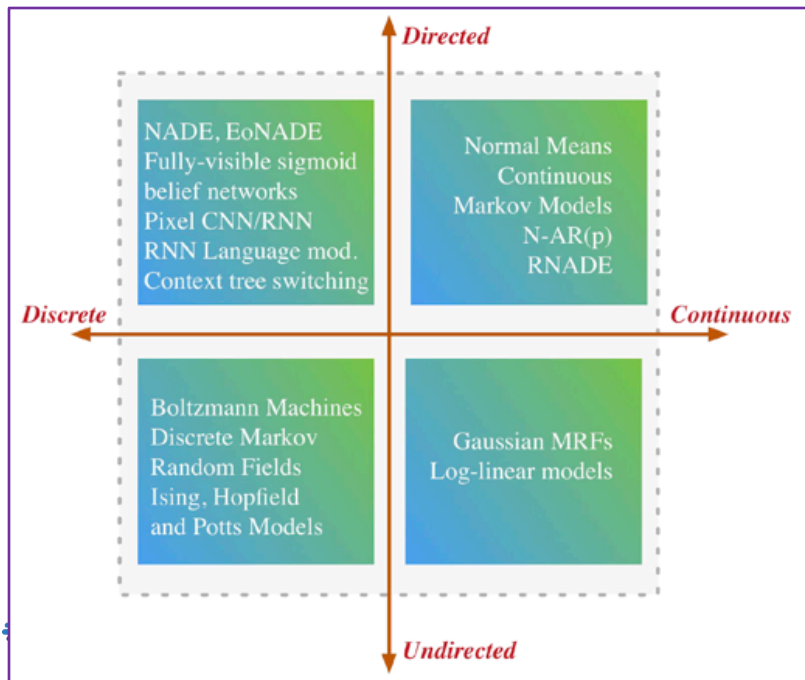 Directed
NADE, EoNADE
Fully-visible sigmoid
belief networks
Pixel CNN/RNN
RNN Language mod.
Context tree switching
Normal Means
Continuous
Markov Models
N-AR(p)
RNADE
Discrete
Continuous
Boltzmann Machines
Discrete Markov
Random Fields
Ising, Hopfield
and Potts Models
Gaussian MRFs
Log-linear models
Undirected